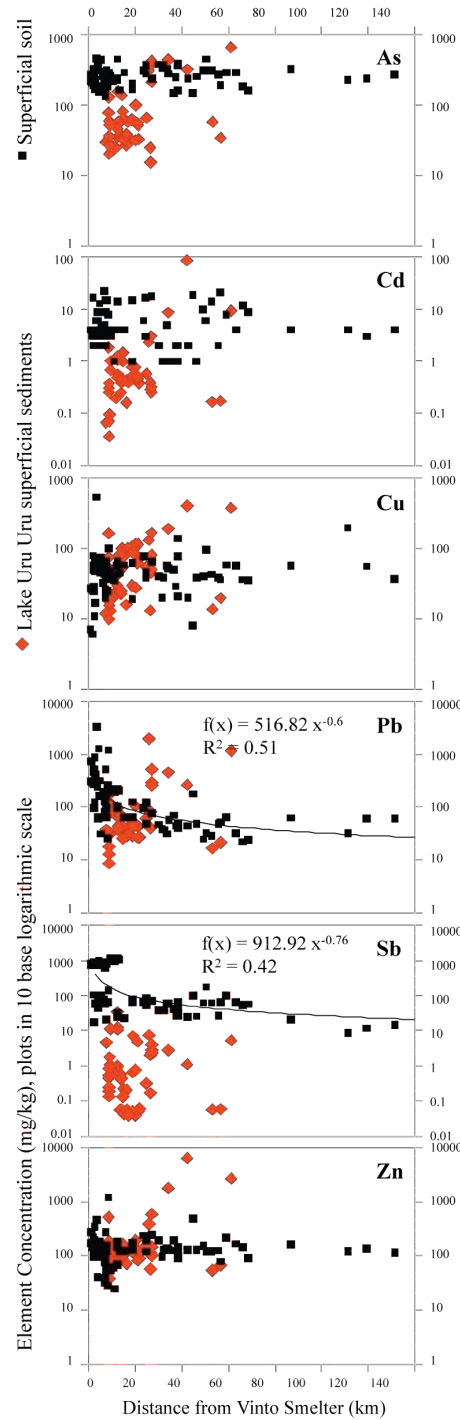 ■ Superficial soil
◆ Lake Uru Uru superficial sediments
Element Concentration (mg/kg), plots in 10 base logarithmic scale
0 20 40 60 80 100 120 140
1000 As 1000
100 100
10 10
1 1
100 Cd 100
10 10
1 1
0.1 0.1
0.01 0.01
1000 Cu 1000
100 100
10 10
1 1
10000 f(x) = 516.82 x-0.6 Pb 10000
R2 = 0.51
1000 1000
100 100
10 10
1 1
10000 f(x) = 912.92 x-0.76 Sb 10000
R2 = 0.42
1000 1000
100 100
10 10
1 1
0.1 0.1
0.01 0.01
Zn
1000 1000
100 100
10 10
1 1
0 20 40 60 80 100 120 140
Distance from Vinto Smelter (km)